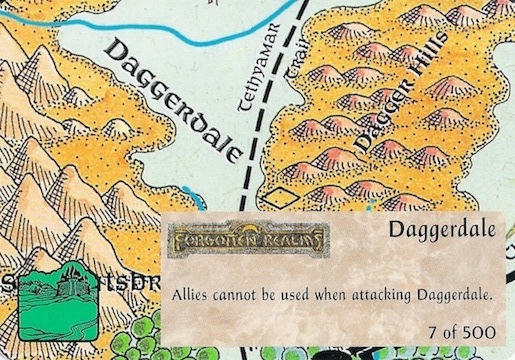 Daggerdale
Tethyamar
Trail
Dagger Hills
FORGOTTEN REALMS
Daggerdale
Allies cannot be used when attacking Daggerdale.
7 of 500